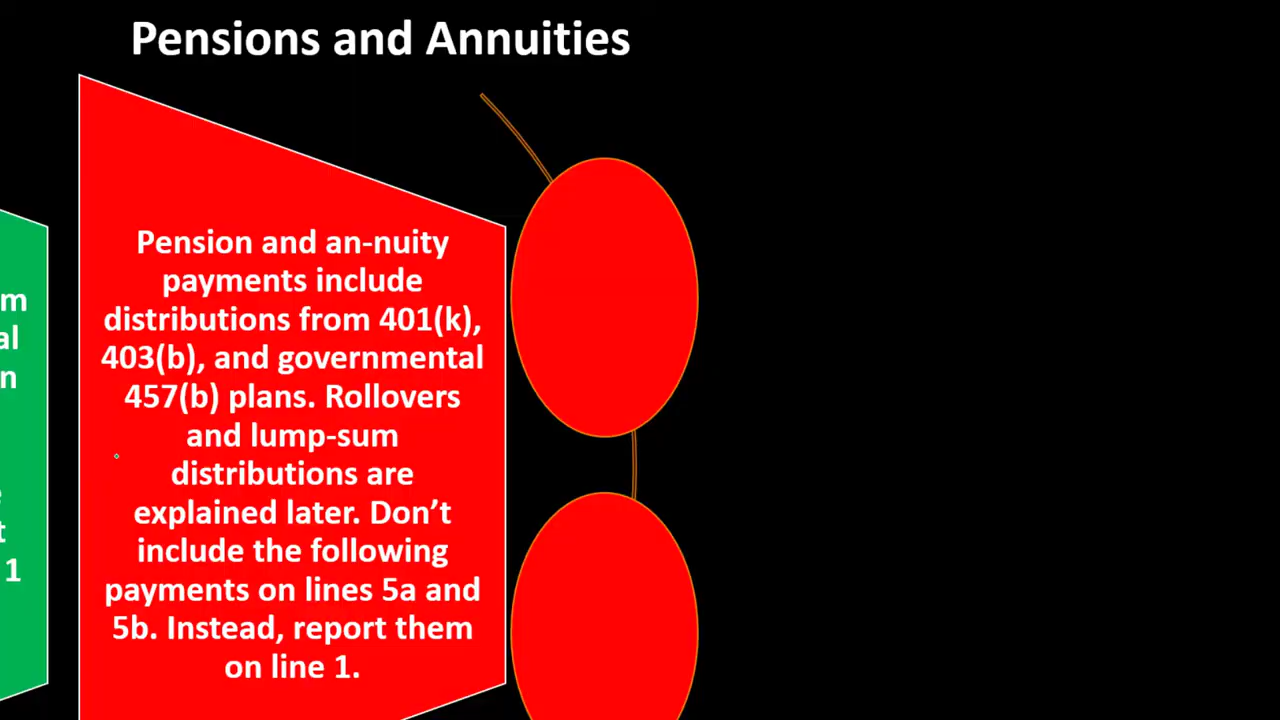 Pensions and Annuities
m
al
n
t
1
Pension and an-nuity
payments include
distributions from 401(k),
403(b), and governmental
457(b) plans. Rollovers
and lump-sum
distributions are
explained later. Don’t
include the following
payments on lines 5a and
5b. Instead, report them
on line 1.